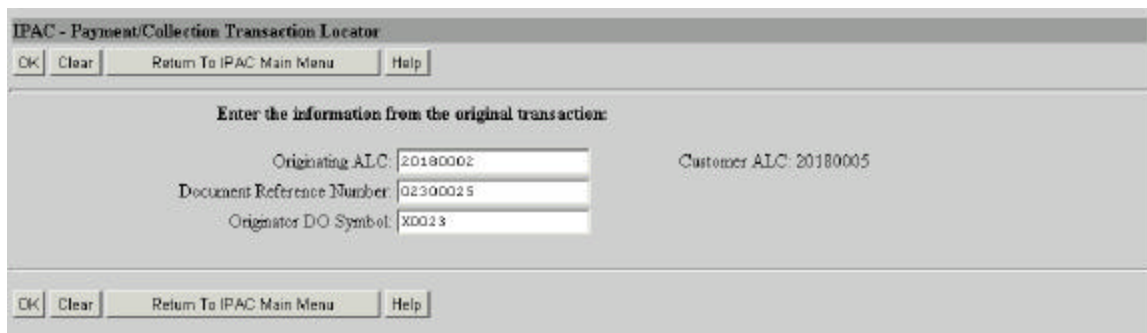 IPAC - Payment/Collection Transaction Locator
OK Clear Return To IPAC Main Menu Help
Enter the information from the original transaction:
Originating ALC: 20180002 Customer ALC: 20180005
Document Reference Number: 02300025
Originator DO Symbol: X0023
OK Clear Return To IPAC Main Menu Help